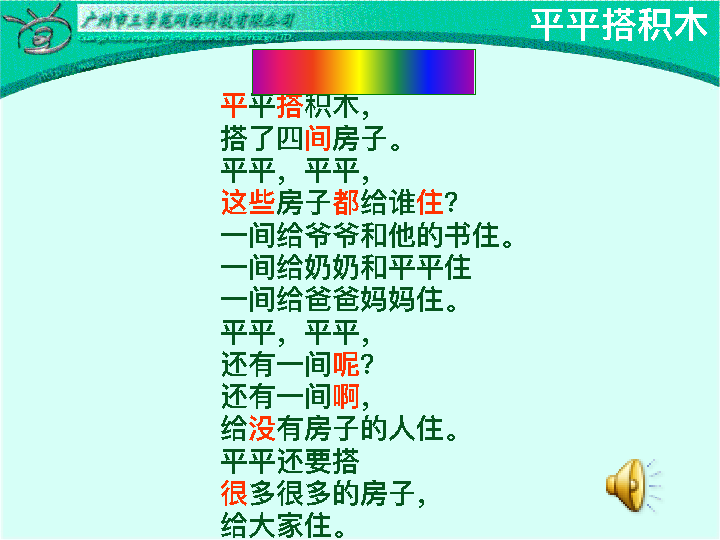 广州市三学苑网络科技有限公司
平平搭积木
平平搭积木，
搭了四间房子。
平平，平平，
这些房子都给谁住？
一间给爷爷和他的书住。
一间给奶奶和平平住
一间给爸爸妈妈住。
平平，平平，
还有一间呢？
还有一间啊，
给没有房子的人住。
平平还要搭
很多很多的房子，
给大家住。